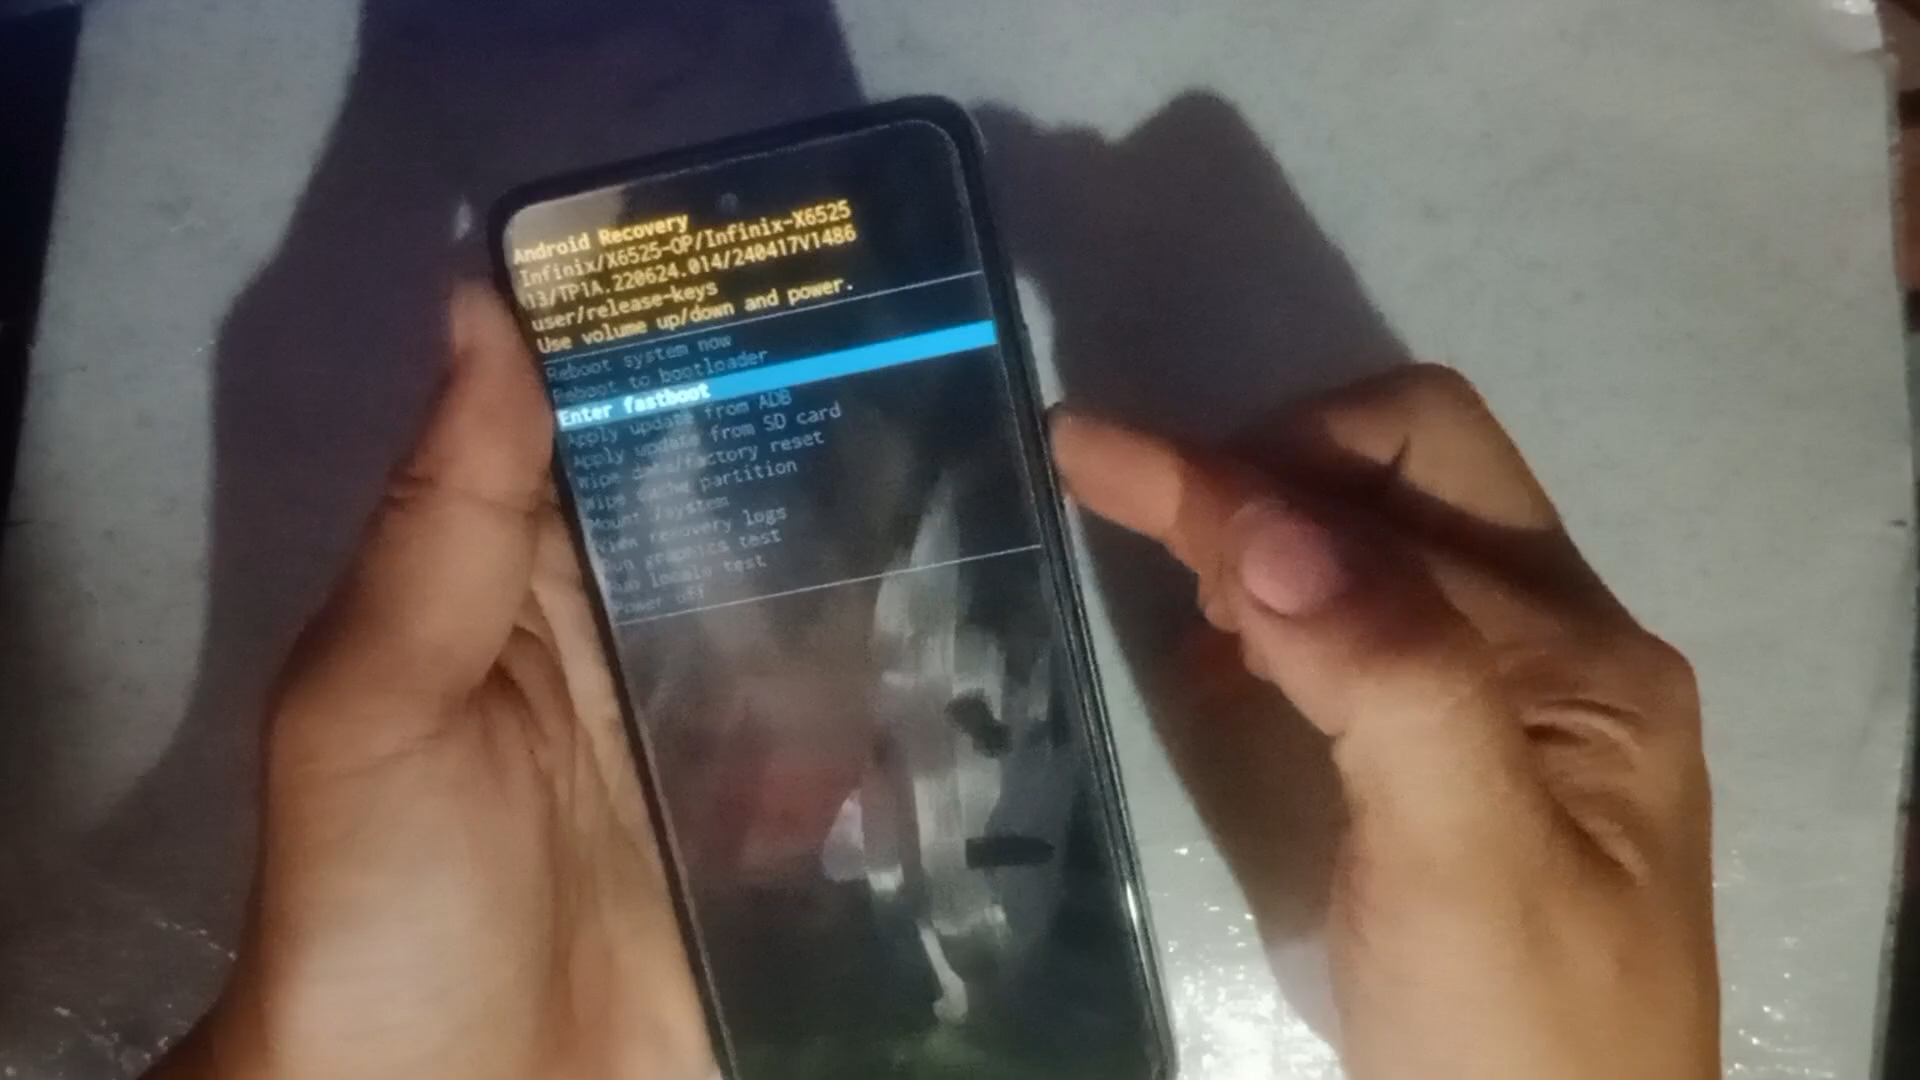 Android Recovery
Infinix/X6525-OP/Infinix-X6525
13/TP1A.220624.014/240417V1486
user/release-keys
Use volume up/down and power.
Reboot system now
Reboot to bootloader
Enter fastboot
Apply update from ADB
Apply update from SD card
Wipe data/factory reset
Wipe cache partition
Mount /system
View recovery logs
Run graphics test
Run locale test
Power off